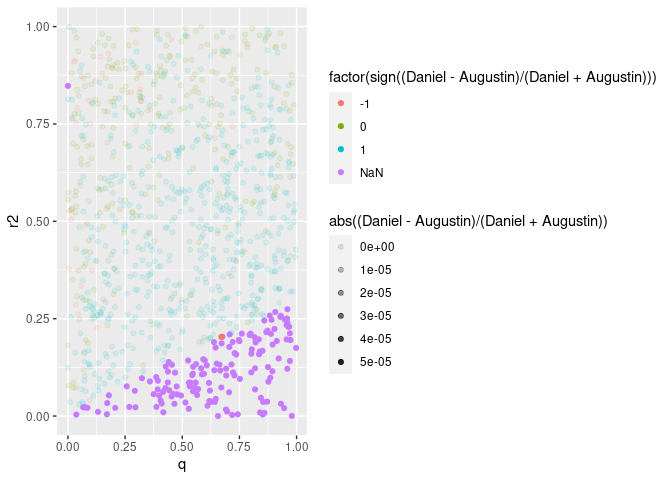 1.00
0.75
0.50
0.25
0.00
r2
0.00 0.25 0.50 0.75 1.00
q
factor(sign((Daniel - Augustin)/(Daniel + Augustin)))
-1
0
1
NaN
abs((Daniel - Augustin)/(Daniel + Augustin))
0e+00
1e-05
2e-05
3e-05
4e-05
5e-05